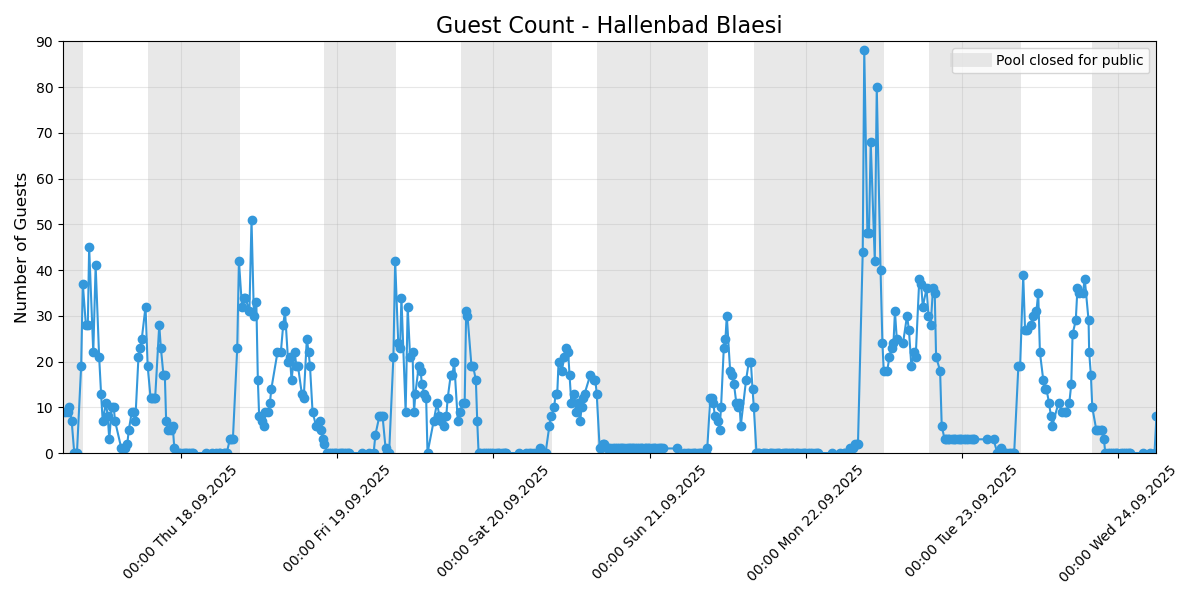 Guest Count - Hallenbad Blaesi
Number of Guests
90
80
70
60
50
40
30
20
10
0
Pool closed for public
00:00 Thu 18.09.2025
00:00 Fri 19.09.2025
00:00 Sat 20.09.2025
00:00 Sun 21.09.2025
00:00 Mon 22.09.2025
00:00 Tue 23.09.2025
00:00 Wed 24.09.2025